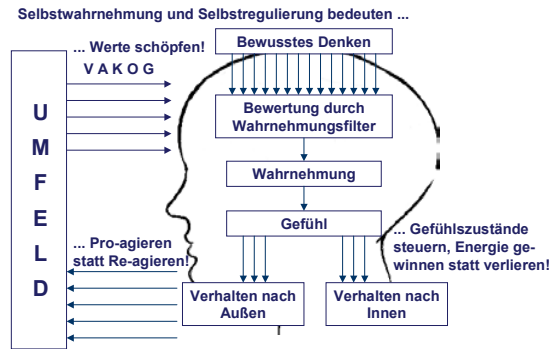 Selbstwahrnehmung und Selbstregulierung bedeuten ...
... Werte schöpfen!
V A K O G
Bewusstes Denken
UMFELD
Bewertung durch
Wahrnehmungsfilter
Wahrnehmung
Gefühl
... Pro-agieren
statt Re-agieren!
... Gefühlszustände
steuern, Energie ge-
winnen statt verlieren!
Verhalten nach
Außen
Verhalten nach
Innen